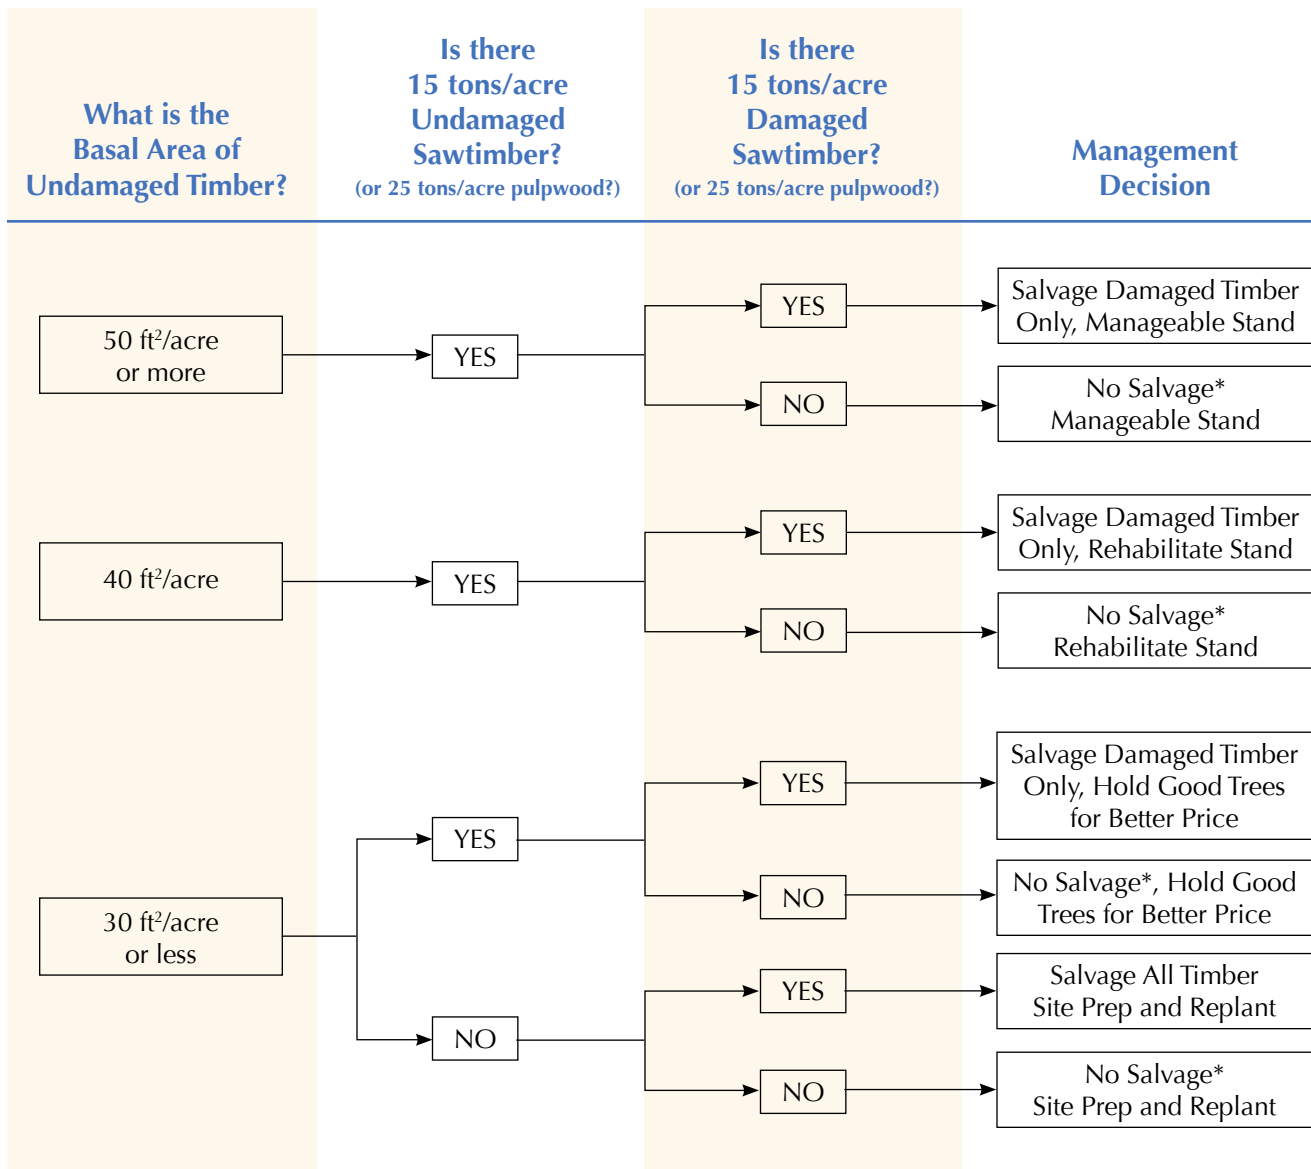 What is the
Basal Area of
Undamaged Timber?
Is there
15 tons/acre
Undamaged
Sawtimber?
(or 25 tons/acre pulpwood?)
Is there
15 tons/acre
Damaged
Sawtimber?
(or 25 tons/acre pulpwood?)
Management
Decision
50 ft²/acre
or more
YES
YES
Salvage Damaged Timber
Only, Manageable Stand
NO
No Salvage*
Manageable Stand
40 ft²/acre
YES
YES
Salvage Damaged Timber
Only, Rehabilitate Stand
NO
No Salvage*
Rehabilitate Stand
30 ft²/acre
or less
YES
YES
Salvage Damaged Timber
Only, Hold Good Trees
for Better Price
NO
No Salvage*, Hold Good
Trees for Better Price
NO
YES
Salvage All Timber
Site Prep and Replant
NO
No Salvage*
Site Prep and Replant